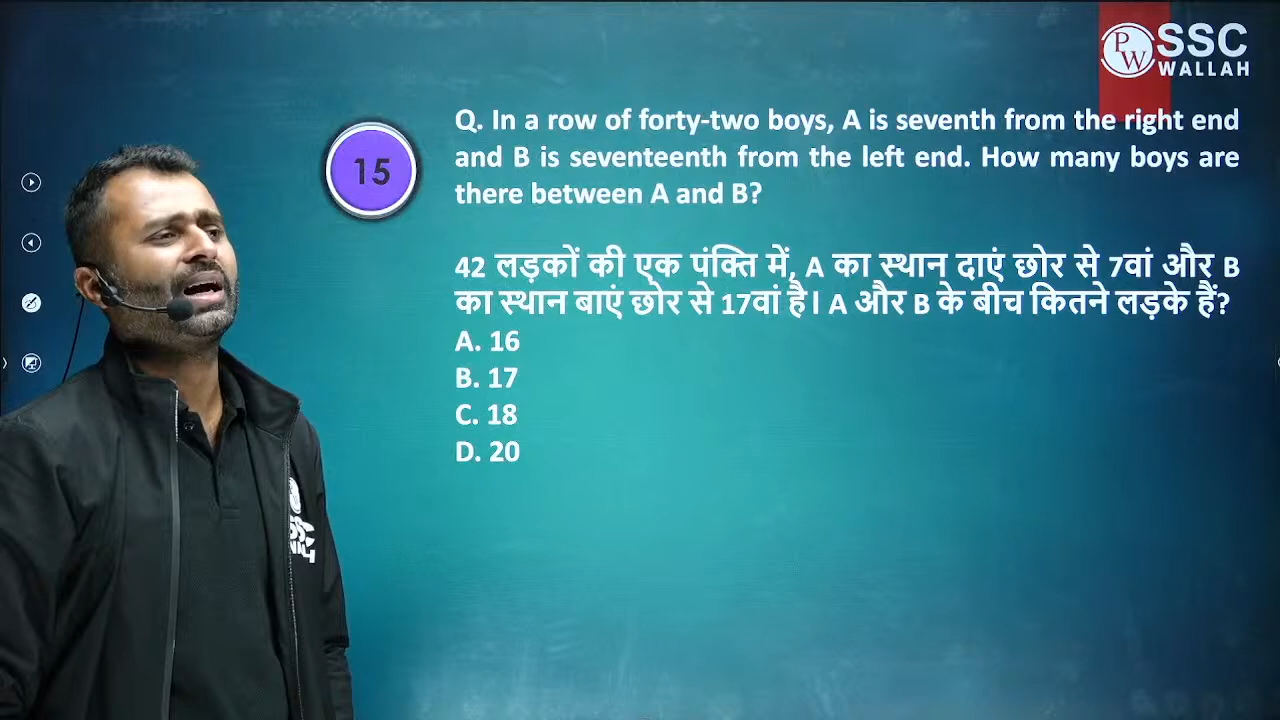 PW SSC
WALLAH
15
Q. In a row of forty-two boys, A is seventh from the right end
and B is seventeenth from the left end. How many boys are
there between A and B?
42 लड़कों की एक पंक्ति में, A का स्थान दाएं छोर से 7वां और B
का स्थान बाएं छोर से 17वां है। A और B के बीच कितने लड़के हैं?
A. 16
B. 17
C. 18
D. 20